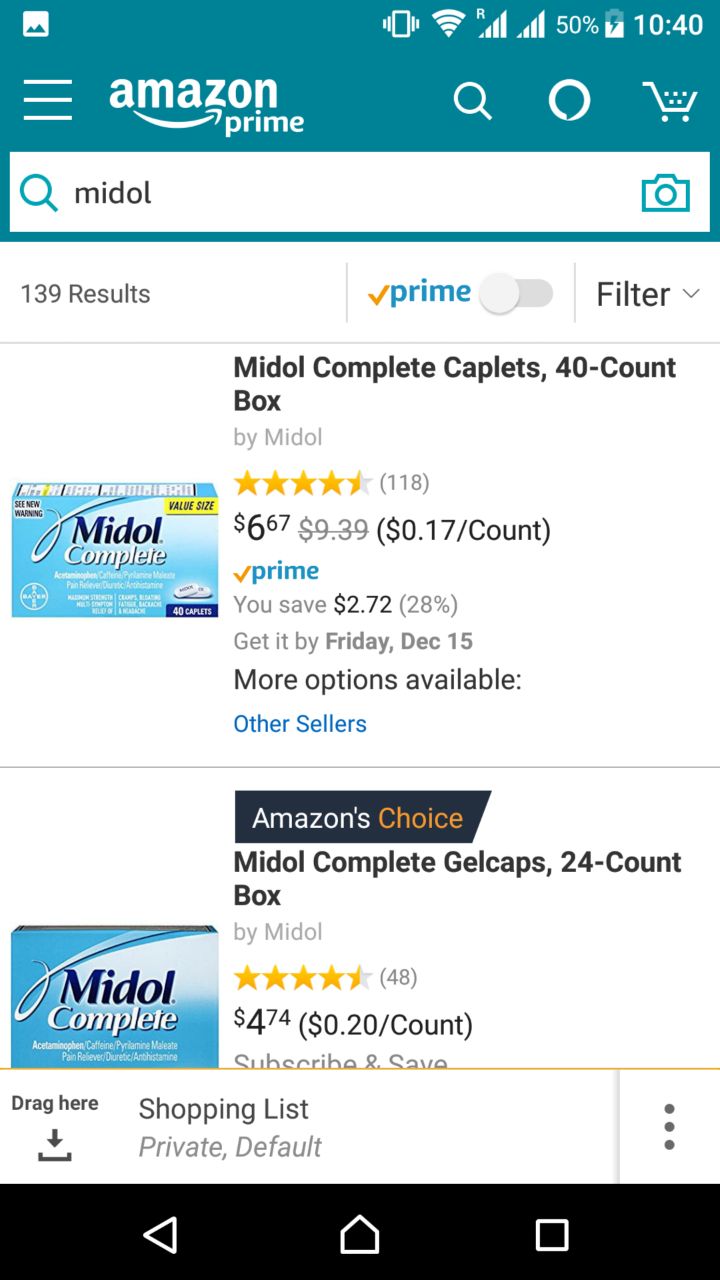 R 50% 10:40
amazon
prime
midol
139 Results
prime
Filter
Midol Complete Caplets, 40-Count
Box
by Midol
(118)
$6 67 $9.39 ($0.17/Count)
prime
You save $2.72 (28%)
Get it by Friday, Dec 15
More options available:
Other Sellers
SEE NEW
WARNING
VALUE SIZE
Midol
Complete
Acetaminophen/Caffeine/Pyrilamine Maleate
Pain Reliever/Diuretic/Antihistamine
MAXIMUM STRENGTH
MULTI-SYMPTOM
RELIEF OF
CRAMPS, BLOATING
FATIGUE, BACKACHE
& HEADACHE
BAYER
40 CAPLETS
Amazon's Choice
Midol Complete Gelcaps, 24-Count
Box
by Midol
(48)
$4 74 ($0.20/Count)
Subscribe & Save
Midol
Complete
Acetaminophen/Caffeine/Pyrilamine Maleate
Pain Reliever/Diuretic/Antihistamine
Drag here
Shopping List
Private, Default